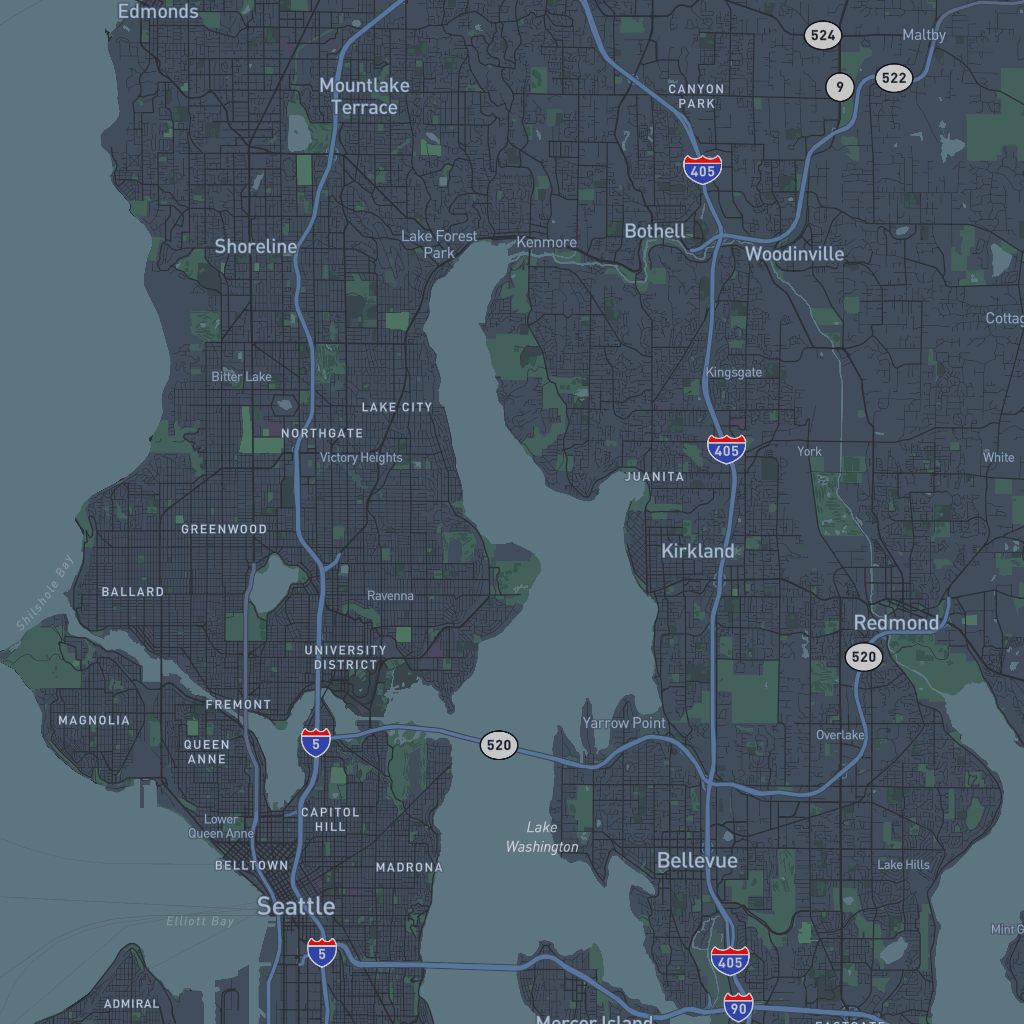 Edmonds
524
Maltby
522
9
Mountlake
Terrace
CANYON
PARK
405
Bothell
Lake Forest
Park
Kenmore
Shoreline
Woodinville
Cottag
Bitter Lake
Kingsgate
LAKE CITY
NORTHGATE
405
York
White
Victory Heights
JUANITA
GREENWOOD
Kirkland
Shilshole Bay
BALLARD
Ravenna
Redmond
UNIVERSITY
DISTRICT
520
FREMONT
MAGNOLIA
Yarrow Point
Overlake
QUEEN
ANNE
5
520
Lower
Queen Anne
CAPITOL
HILL
Lake
Washington
BELLTOWN
MADRONA
Bellevue
Lake Hills
Seattle
Elliott Bay
Mint G
5
405
ADMIRAL
90
Mercer Island
EASTGATE